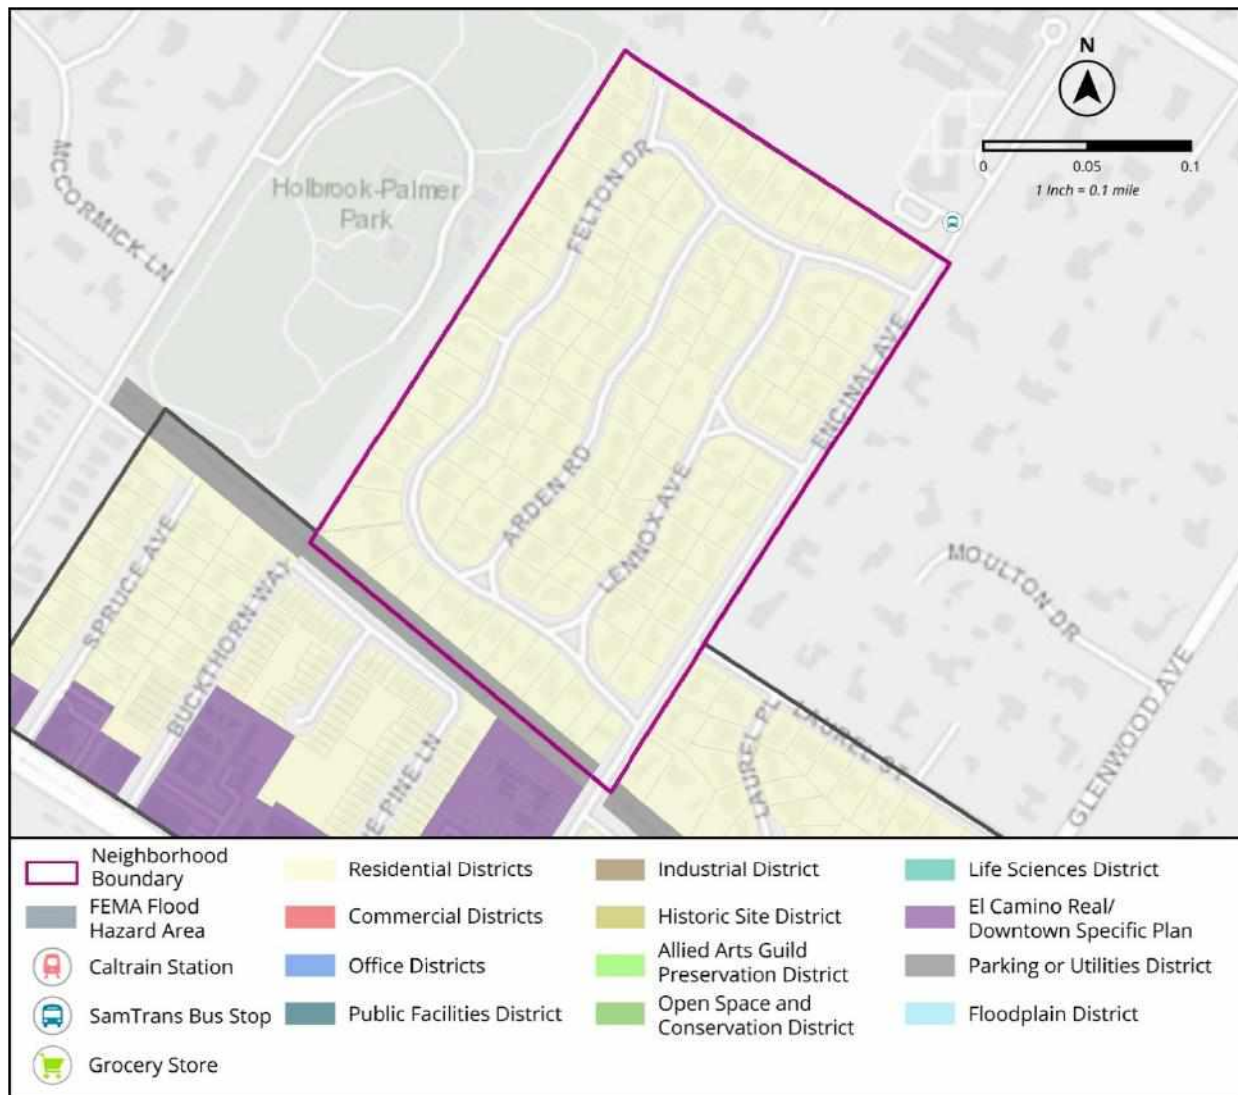 N
0 0.05 0.1
1 Inch = 0.1 mile
MCCORMICK LN
Holbrook-Palmer
Park
FELTON DR
ENCINAL AVE
ARDEN RD
LENNOX AVE
MOULTON DR
SPRUCE AVE
BUCKTHORN WAY
GLENWOOD AVE
LAUREL PL
LAUREL ST
E PINE LN
Neighborhood
Boundary
FEMA Flood
Hazard Area
Caltrain Station
SamTrans Bus Stop
Grocery Store
Residential Districts
Commercial Districts
Office Districts
Public Facilities District
Industrial District
Historic Site District
Allied Arts Guild
Preservation District
Open Space and
Conservation District
Life Sciences District
El Camino Real/
Downtown Specific Plan
Parking or Utilities District
Floodplain District